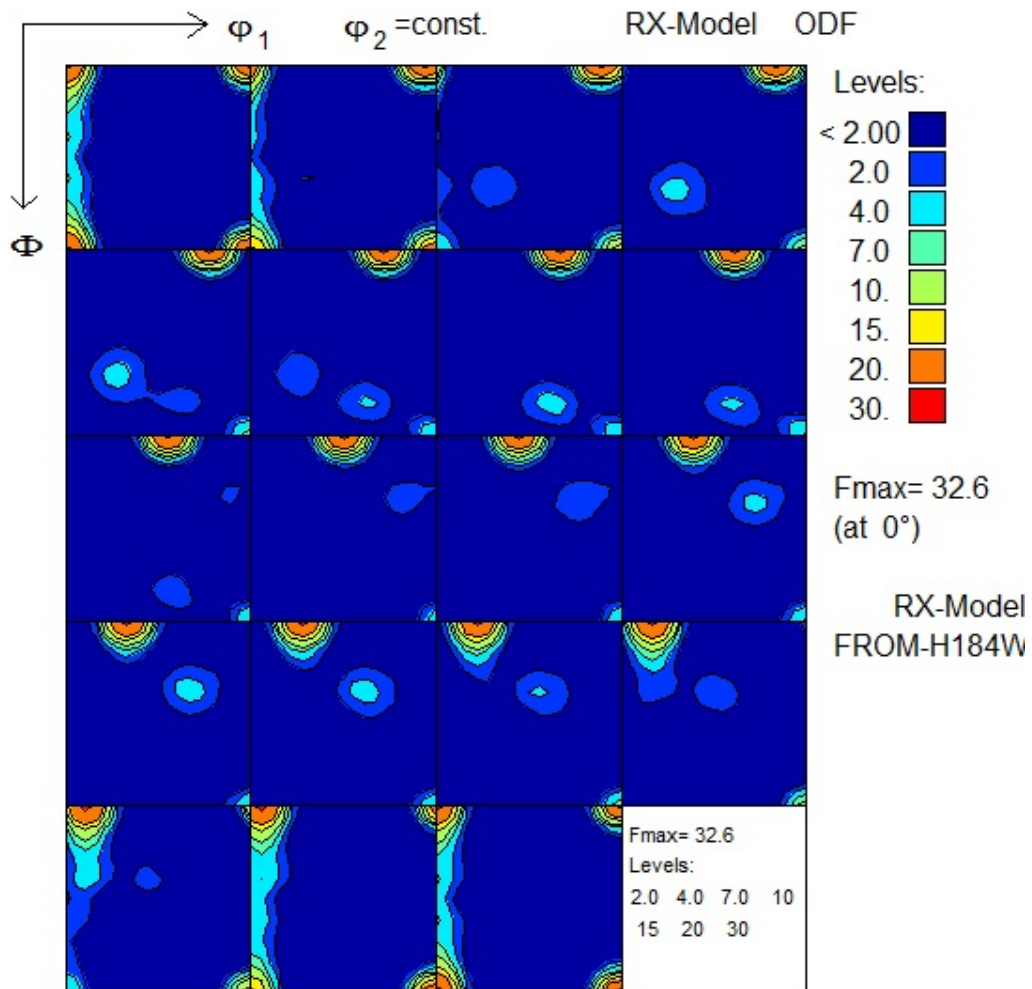 φ1 φ2 =const. RX-Model ODF
Φ
Levels:
< 2.00
2.0
4.0
7.0
10.
15.
20.
30.
Fmax= 32.6
(at 0°)
RX-Model
FROM-H184W
Fmax= 32.6
Levels:
2.0 4.0 7.0 10
15 20 30